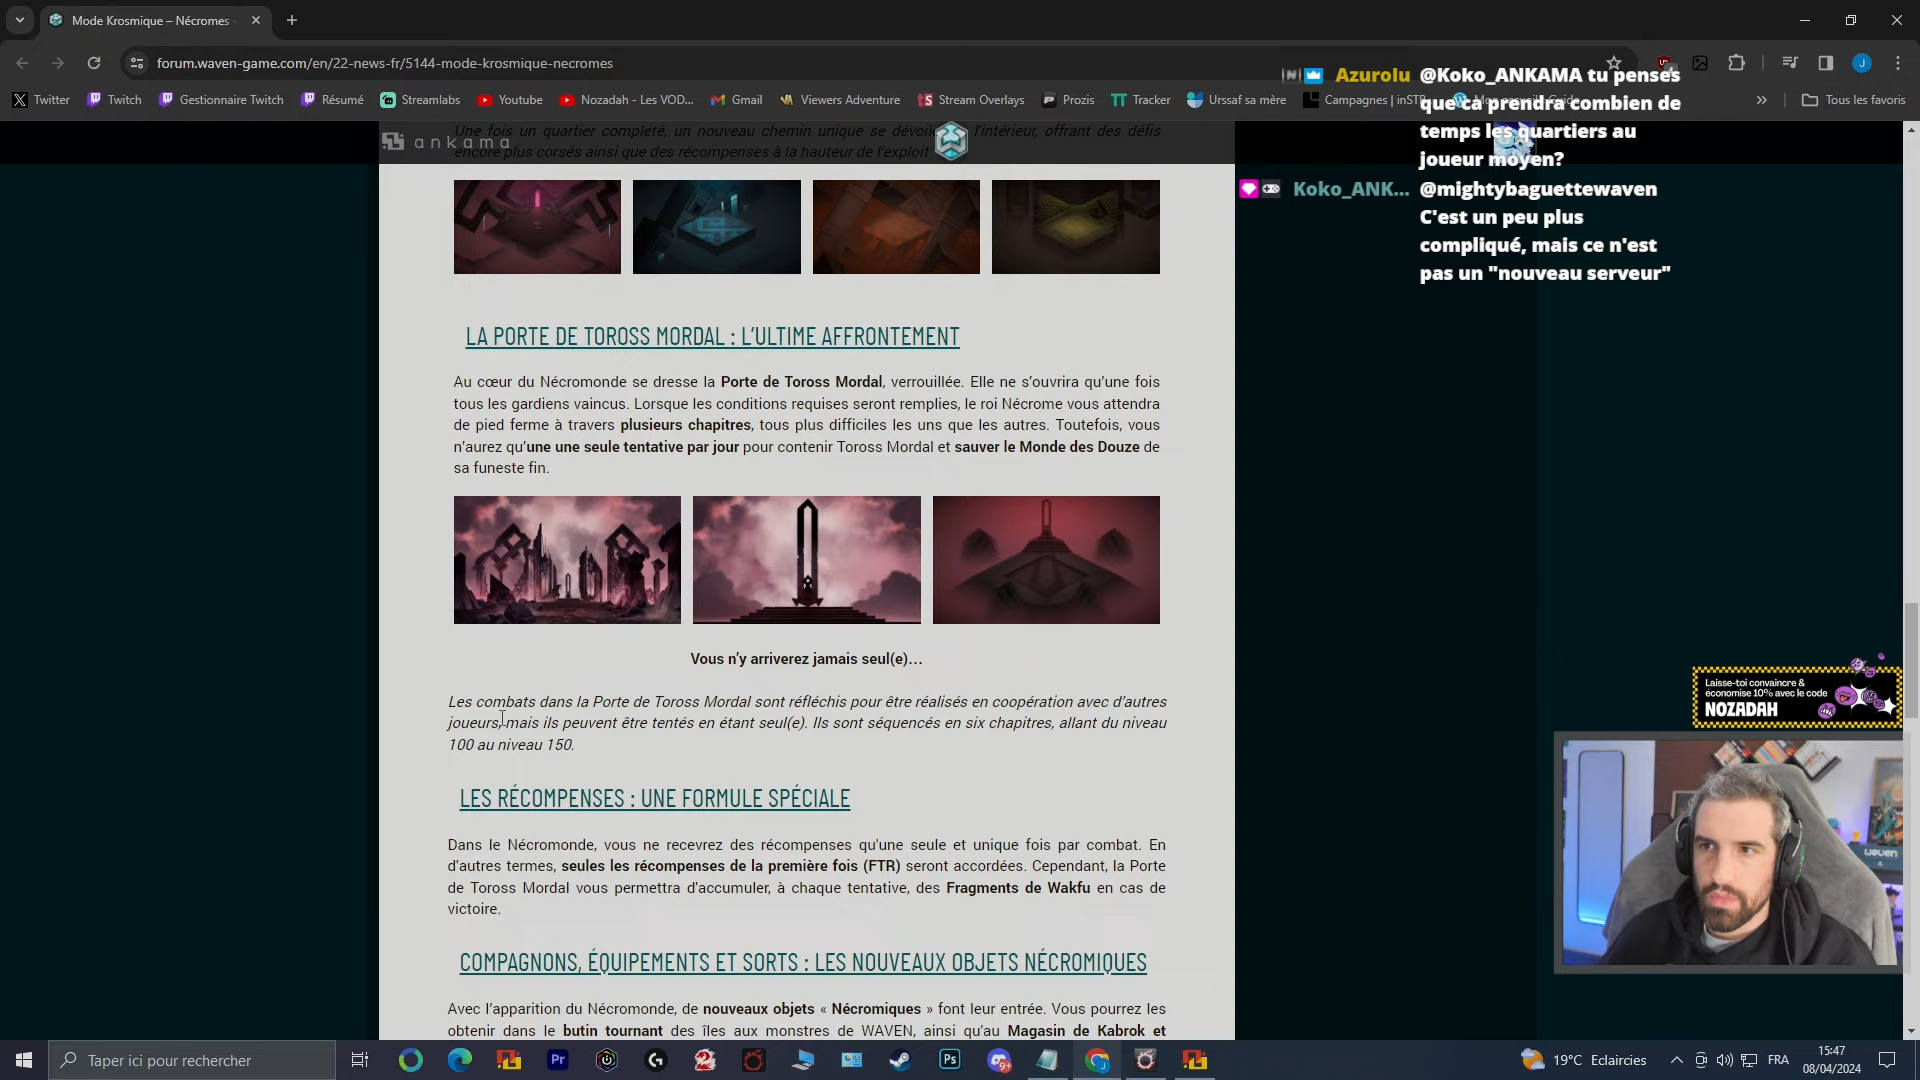 Mode Krosmique – Nécromes -
forum.waven-game.com/en/22-news-fr/5144-mode-krosmique-necromes
Twitter
Twitch
Gestionnaire Twitch
Résumé
Streamlabs
Youtube
Nozadah - Les VOD...
Gmail
Viewers Adventure
Stream Overlays
Prozis
Tracker
Urssaf sa mère
Campagnes | inSTR
Tous les favoris
Azurolu @Koko_ANKAMA tu penses
que ca prendra combien de
temps les quartiers au
joueur moyen?
Koko_ANK... @mightybaguettewaven
C'est un peu plus
compliqué, mais ce n'est
pas un "nouveau serveur"
ankama
Une fois un quartier complété, un nouveau chemin unique se dévoile l'intérieur, offrant des défis
encore plus corsés ainsi que des récompenses à la hauteur de l'exploit.
LA PORTE DE TOROSS MORDAL : L'ULTIME AFFRONTEMENT
Au cœur du Nécromonde se dresse la Porte de Toross Mordal, verrouillée. Elle ne s'ouvrira qu'une fois
tous les gardiens vaincus. Lorsque les conditions requises seront remplies, le roi Nécrome vous attendra
de pied ferme à travers plusieurs chapitres, tous plus difficiles les uns que les autres. Toutefois, vous
n'aurez qu'une une seule tentative par jour pour contenir Toross Mordal et sauver le Monde des Douze de
sa funeste fin.
Vous n'y arriverez jamais seul(e)...
Les combats dans la Porte de Toross Mordal sont réfléchis pour être réalisés en coopération avec d'autres
joueurs, mais ils peuvent être tentés en étant seul(e). Ils sont séquencés en six chapitres, allant du niveau
100 au niveau 150.
LES RÉCOMPENSES : UNE FORMULE SPÉCIALE
Dans le Nécromonde, vous ne recevrez des récompenses qu'une seule et unique fois par combat. En
d'autres termes, seules les récompenses de la première fois (FTR) seront accordées. Cependant, la Porte
de Toross Mordal vous permettra d'accumuler, à chaque tentative, des Fragments de Wakfu en cas de
victoire.
COMPAGNONS, ÉQUIPEMENTS ET SORTS : LES NOUVEAUX OBJETS NÉCROMIQUES
Avec l'apparition du Nécromonde, de nouveaux objets « Nécromiques » font leur entrée. Vous pourrez les
obtenir dans le butin tournant des îles aux monstres de WAVEN, ainsi qu'au Magasin de Kabrok et
Laisse-toi convaincre &
économise 10% avec le code
NOZADAH
Taper ici pour rechercher
19°C Eclaircies
FRA
15:47
08/04/2024